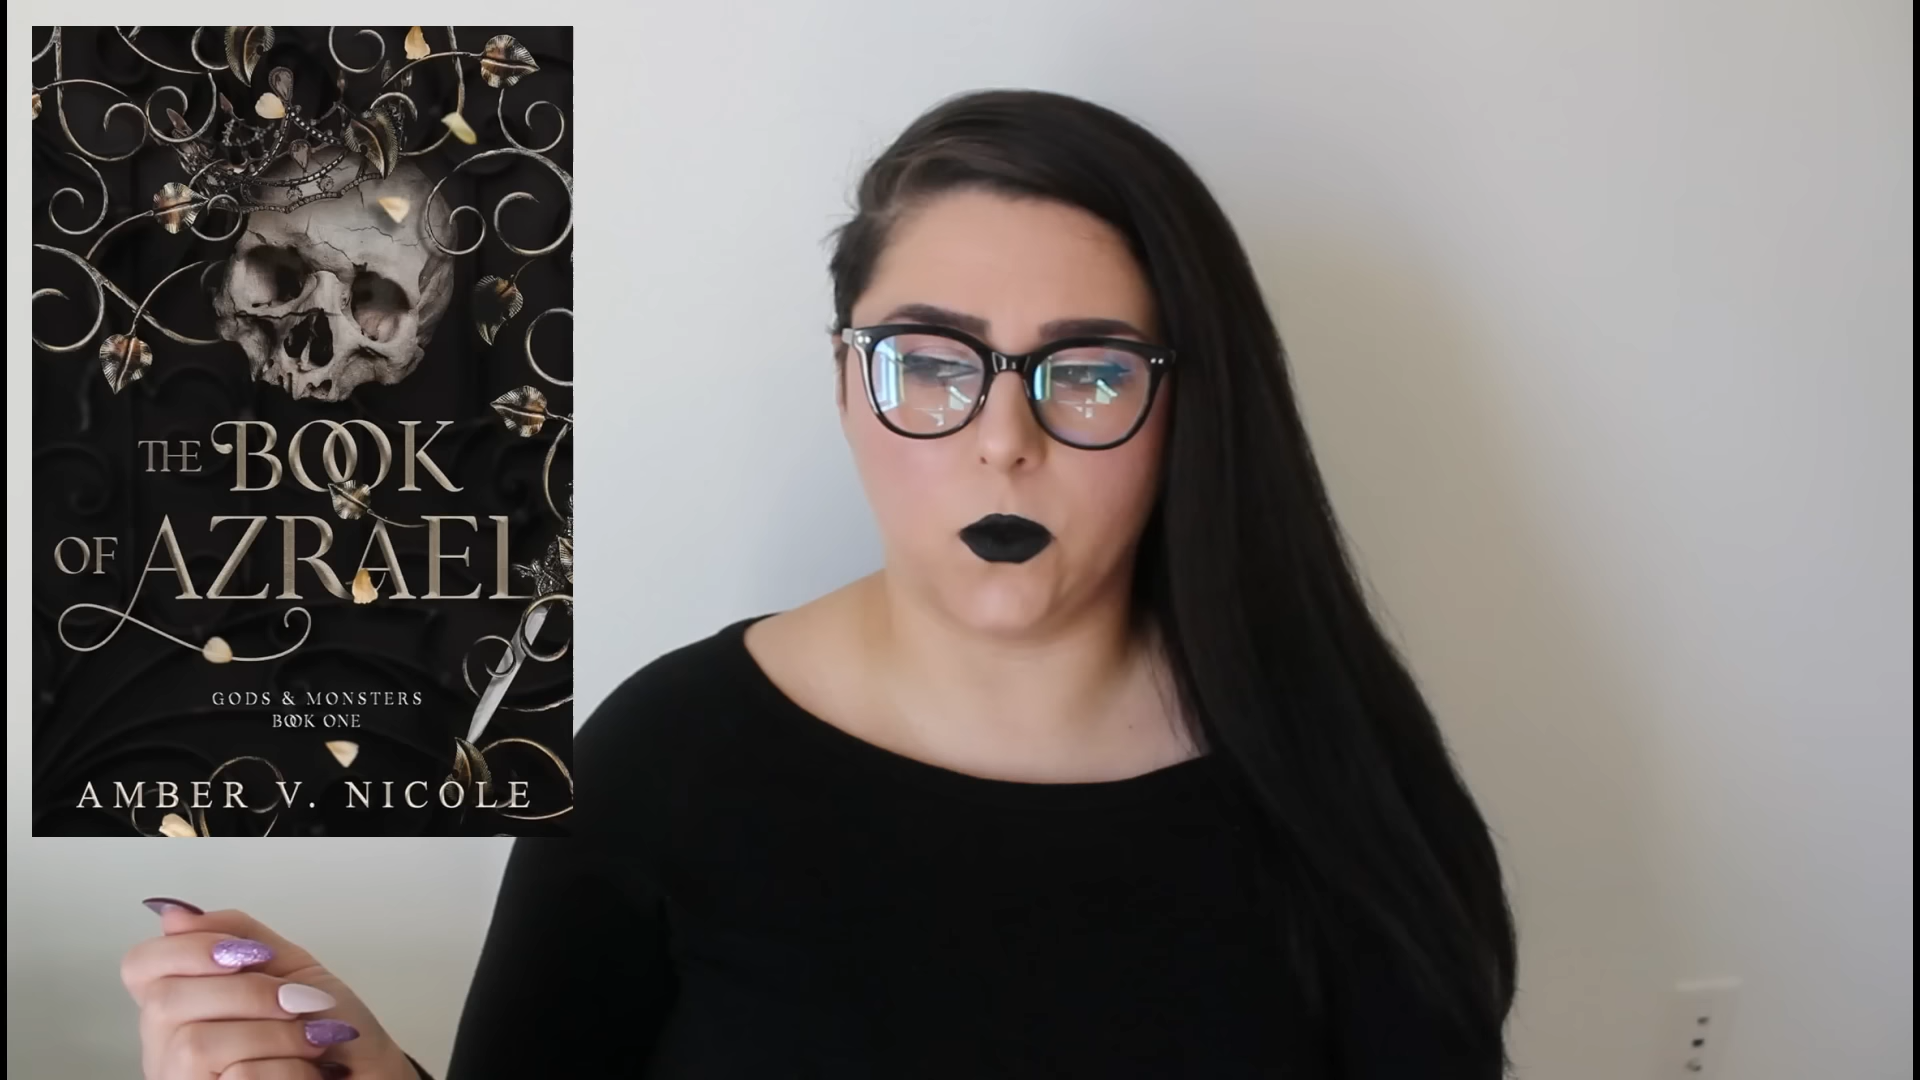 THE BOOK
OF AZRAEL
GODS & MONSTERS
BOOK ONE
AMBER V. NICOLE